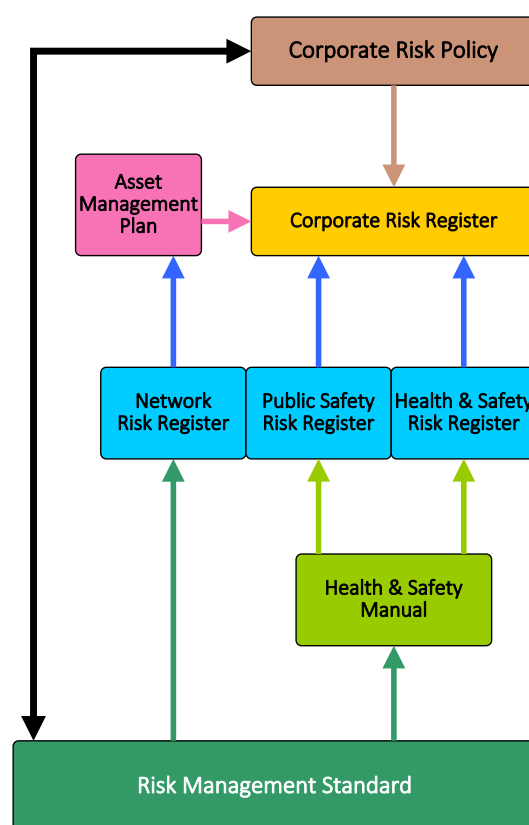 Corporate Risk Policy
Asset
Management
Plan
Corporate Risk Register
Network
Risk Register
Public Safety
Risk Register
Health & Safety
Risk Register
Health & Safety
Manual
Risk Management Standard